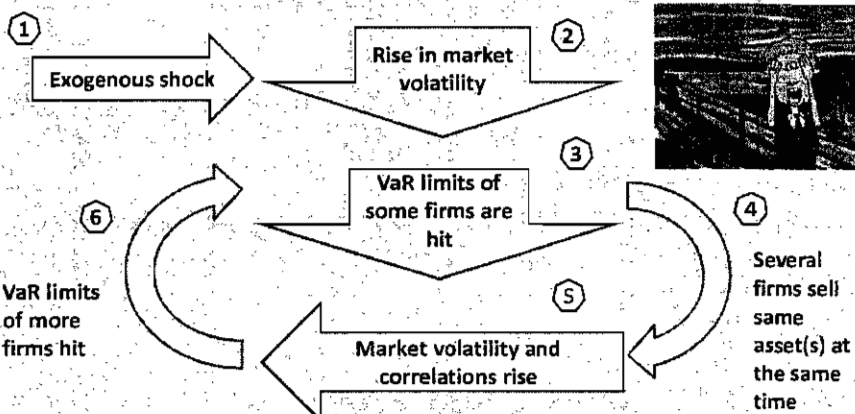 1
Exogenous shock
2
Rise in market
volatility
3
VaR limits of
some firms are
hit
4
Several
firms sell
same
asset(s) at
the same
time
5
Market volatility and
correlations rise
6
VaR limits
of more
firms hit